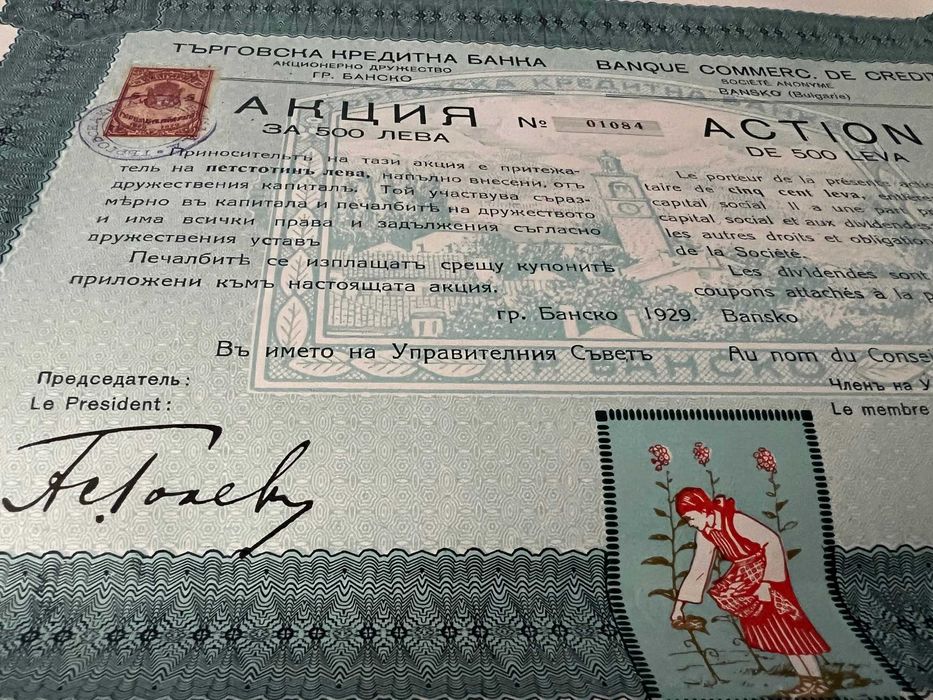 ТЪРГОВСКА КРЕДИТНА БАНКА
АКЦИОНЕРНО ДРУЖЕСТВО
ГР. БАНСКО
BANQUE COMMERC. DE CREDIT
SOCIÉTÉ ANONYME
BANSKO (Bulgarie)
АКЦИЯ
ЗА 500 ЛЕВА
№ 01084
ACTION
DE 500 LEVA
Приносительтъ на тази акция е притежа-
тель на петстотинъ лева, напълно внесени, отъ
дружествения капиталъ. Той участвува съраз-
мѣрно въ капитала и печалбитѣ на дружеството
и има всички права и задължения съгласно
дружествения уставъ
Печалбитѣ се изплащатъ срещу купонитѣ
приложени къмъ настоящата акция.
Le porteur de la présente acti
taire de cinq cent leva, entière
capital social. Il a une part pr
capital social et aux dividendes
les autres droits et obligation
de la Société.
Les dividendes sont
coupons attachés à la p
гр. Банско 1929. Bansko
Въ името на Управителния Съветъ
Au nom du Consei
Председатель:
Le President:
Членъ на У
Le membre